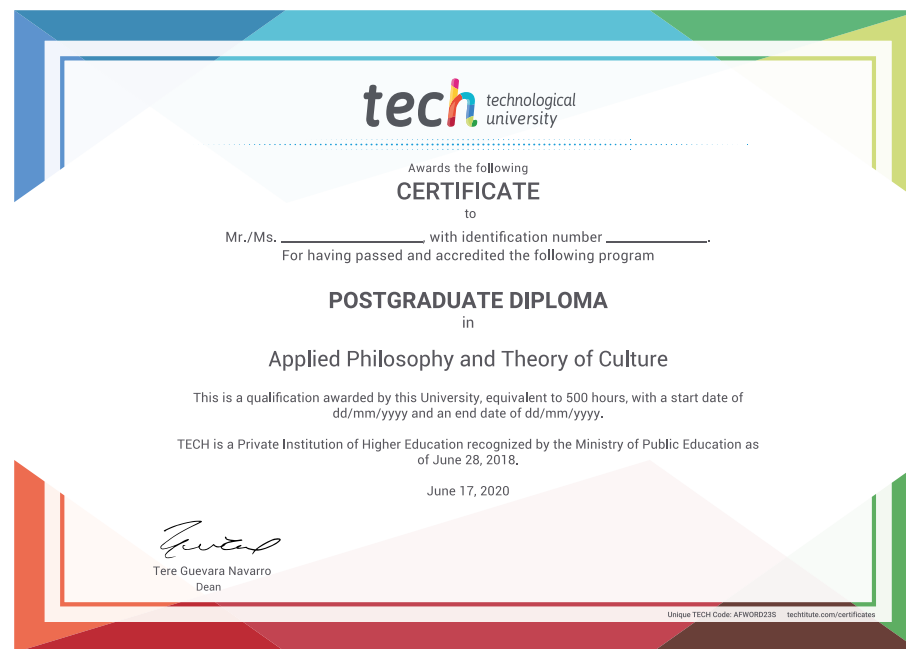 tech technological
university
Awards the following
CERTIFICATE
to
Mr./Ms. ____________________, with identification number ______________.
For having passed and accredited the following program
POSTGRADUATE DIPLOMA
in
Applied Philosophy and Theory of Culture
This is a qualification awarded by this University, equivalent to 500 hours, with a start date of
dd/mm/yyyy and an end date of dd/mm/yyyy.
TECH is a Private Institution of Higher Education recognized by the Ministry of Public Education as
of June 28, 2018.
June 17, 2020
Tere Guevara Navarro
Dean
Unique TECH Code: AFWORD23S techtitute.com/certificates